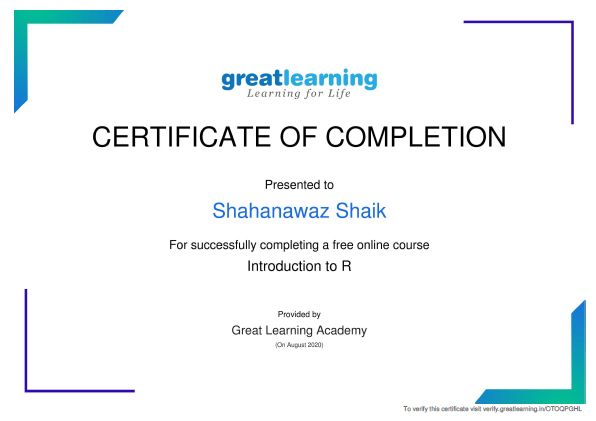 greatlearning
Learning for Life
CERTIFICATE OF COMPLETION
Presented to
Shahanawaz Shaik
For successfully completing a free online course
Introduction to R
Provided by
Great Learning Academy
(On August 2020)
To verify this certificate visit verify.greatlearning.in/OTOQPGHL